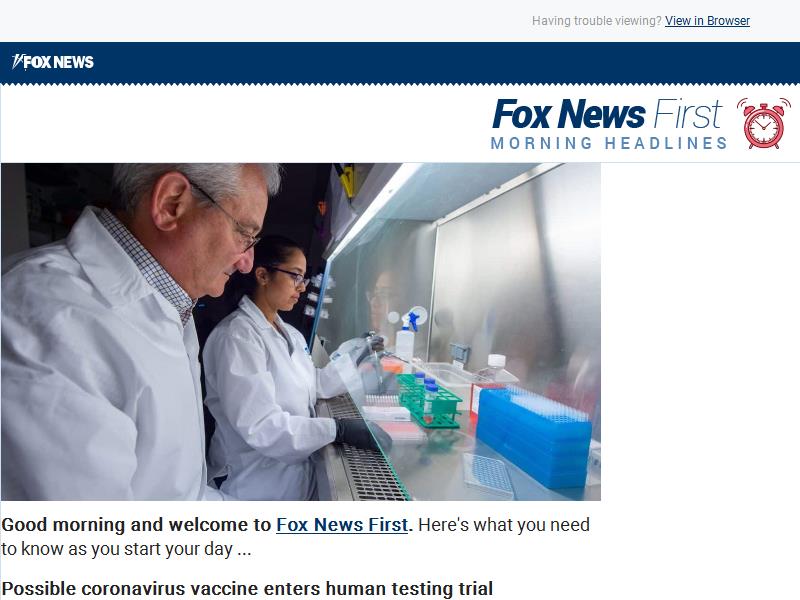 Having trouble viewing? View in Browser
FOX NEWS
Fox News First
MORNING HEADLINES
Good morning and welcome to Fox News First. Here's what you need
to know as you start your day ...
Possible coronavirus vaccine enters human testing trial